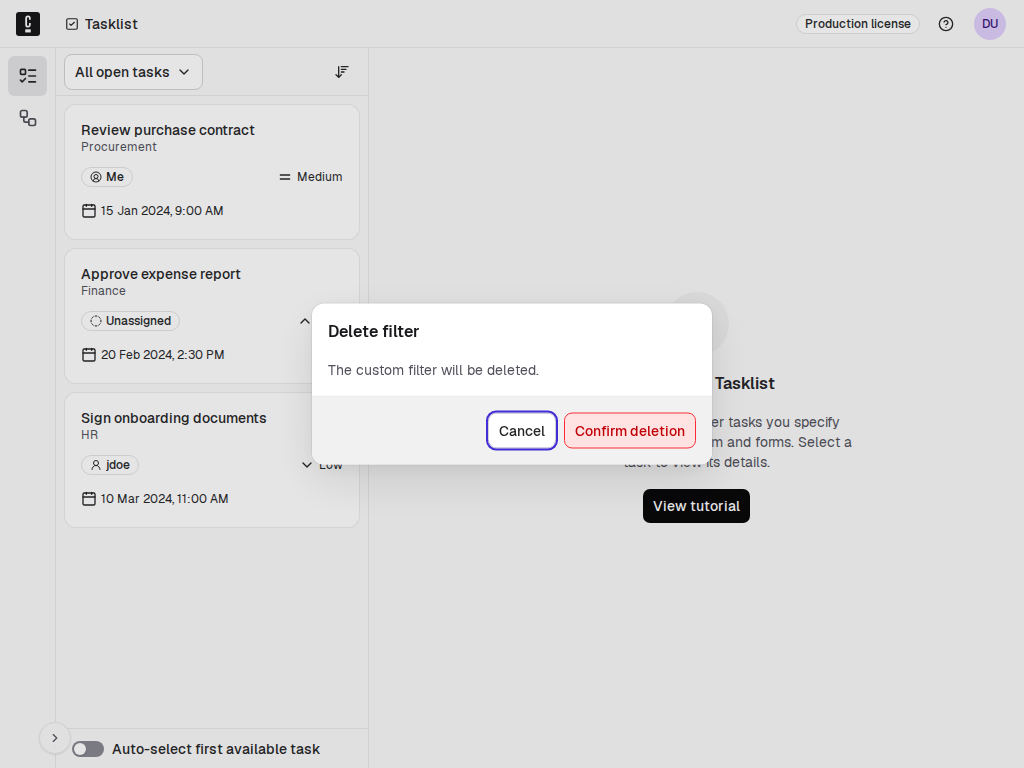 Tasklist
Production license
DU
All open tasks
Review purchase contract
Procurement
Me
Medium
15 Jan 2024, 9:00 AM
Approve expense report
Finance
Unassigned
20 Feb 2024, 2:30 PM
Sign onboarding documents
HR
jdoe
Low
10 Mar 2024, 11:00 AM
Delete filter
The custom filter will be deleted.
Cancel
Confirm deletion
Tasklist
tasks you specify
and forms. Select a
task to view its details.
View tutorial
Auto-select first available task